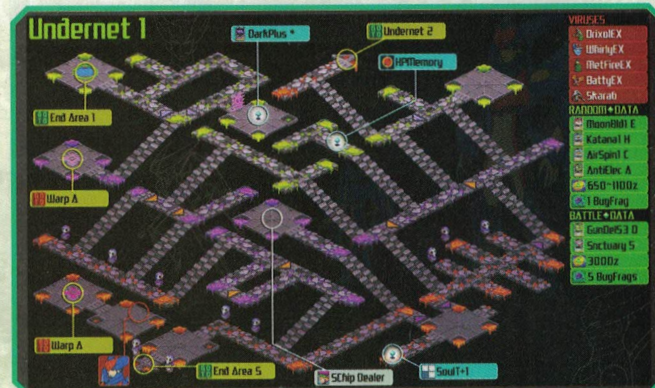 Undernet 1
DarkPlus *
Undernet 2
HPMemory
End Area 1
Warp A
Warp A
End Area 5
SChip Dealer
SoulT+1
VIRUSES
DrixolEX
WhirlyEX
MetFireEX
BattyEX
Skarab
RANDOM DATA
MoonBld1 E
Katana1 H
AirSpin1 C
AntiElec A
650~1100z
1 BugFrag
BATTLE DATA
GunDelS3 D
Snctuary S
3000z
5 BugFrags